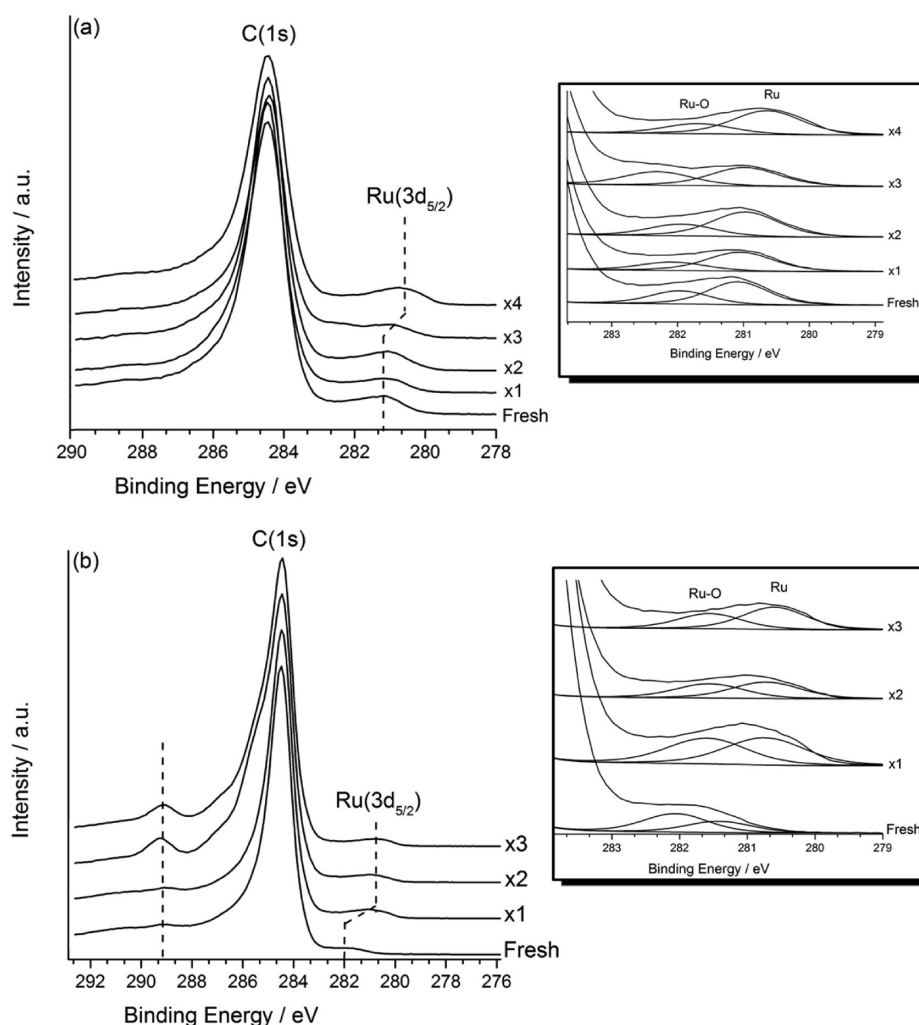 (a)
C(1s)
Ru(3d5/2)
Intensity / a.u.
x4
x3
x2
x1
Fresh
290 288 286 284 282 280 278
Binding Energy / eV
Ru-O Ru
x4
x3
x2
x1
Fresh
283 282 281 280 279
Binding Energy / eV
(b)
C(1s)
Ru(3d5/2)
Intensity / a.u.
x3
x2
x1
Fresh
292 290 288 286 284 282 280 278 276
Binding Energy / eV
Ru-O Ru
x3
x2
x1
Fresh
283 282 281 280 279
Binding Energy / eV